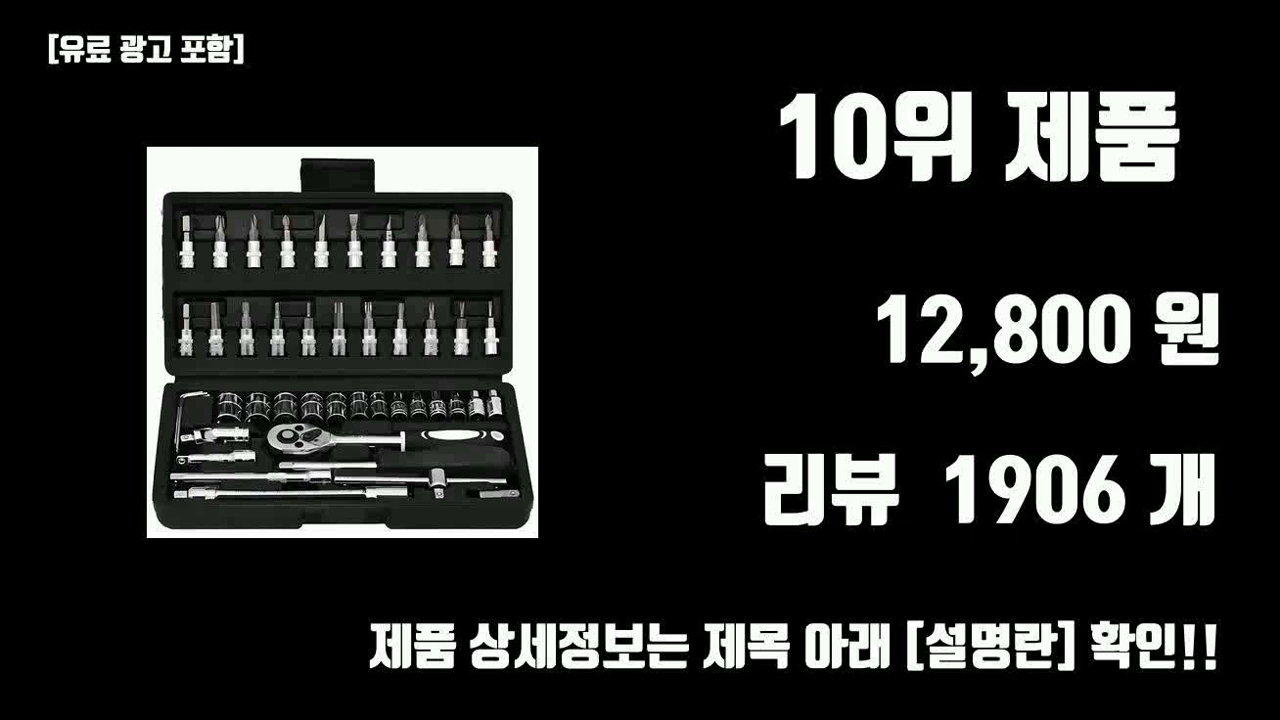 [유료 광고 포함]
10위 제품
12,800 원
리뷰 1906 개
제품 상세정보는 제목 아래 [설명란] 확인!!